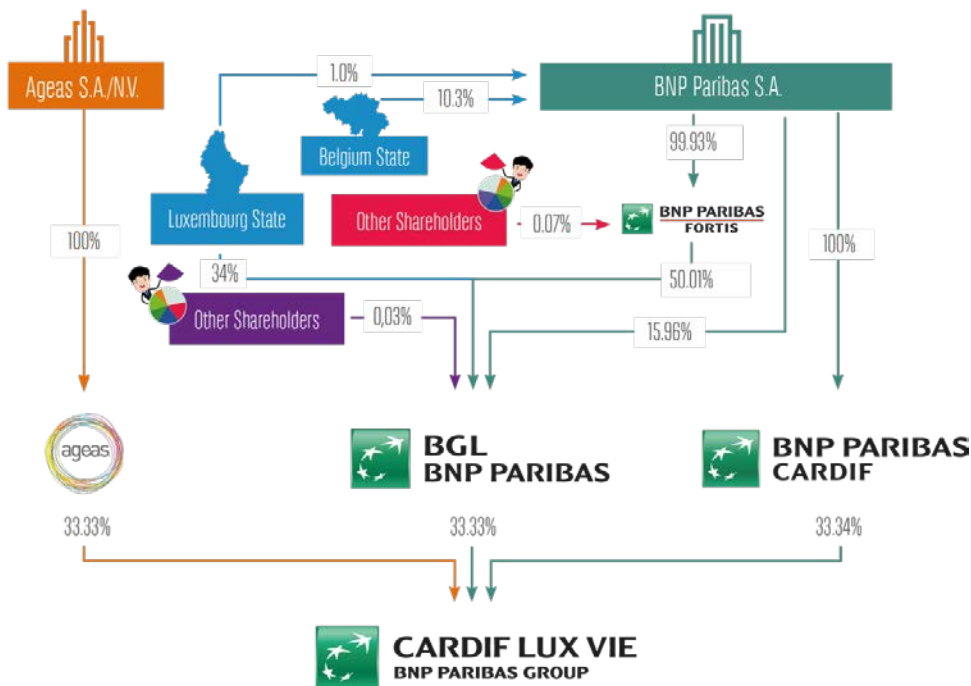 Ageas S.A./N.V.
1.0%
BNP Paribas S.A.
10.3%
Belgium State
99.93%
Luxembourg State
Other Shareholders
0.07%
BNP PARIBAS
FORTIS
100%
100%
34%
50.01%
Other Shareholders
0,03%
15.96%
ageas
BGL
BNP PARIBAS
BNP PARIBAS
CARDIF
33.33%
33.33%
33.34%
CARDIF LUX VIE
BNP PARIBAS GROUP